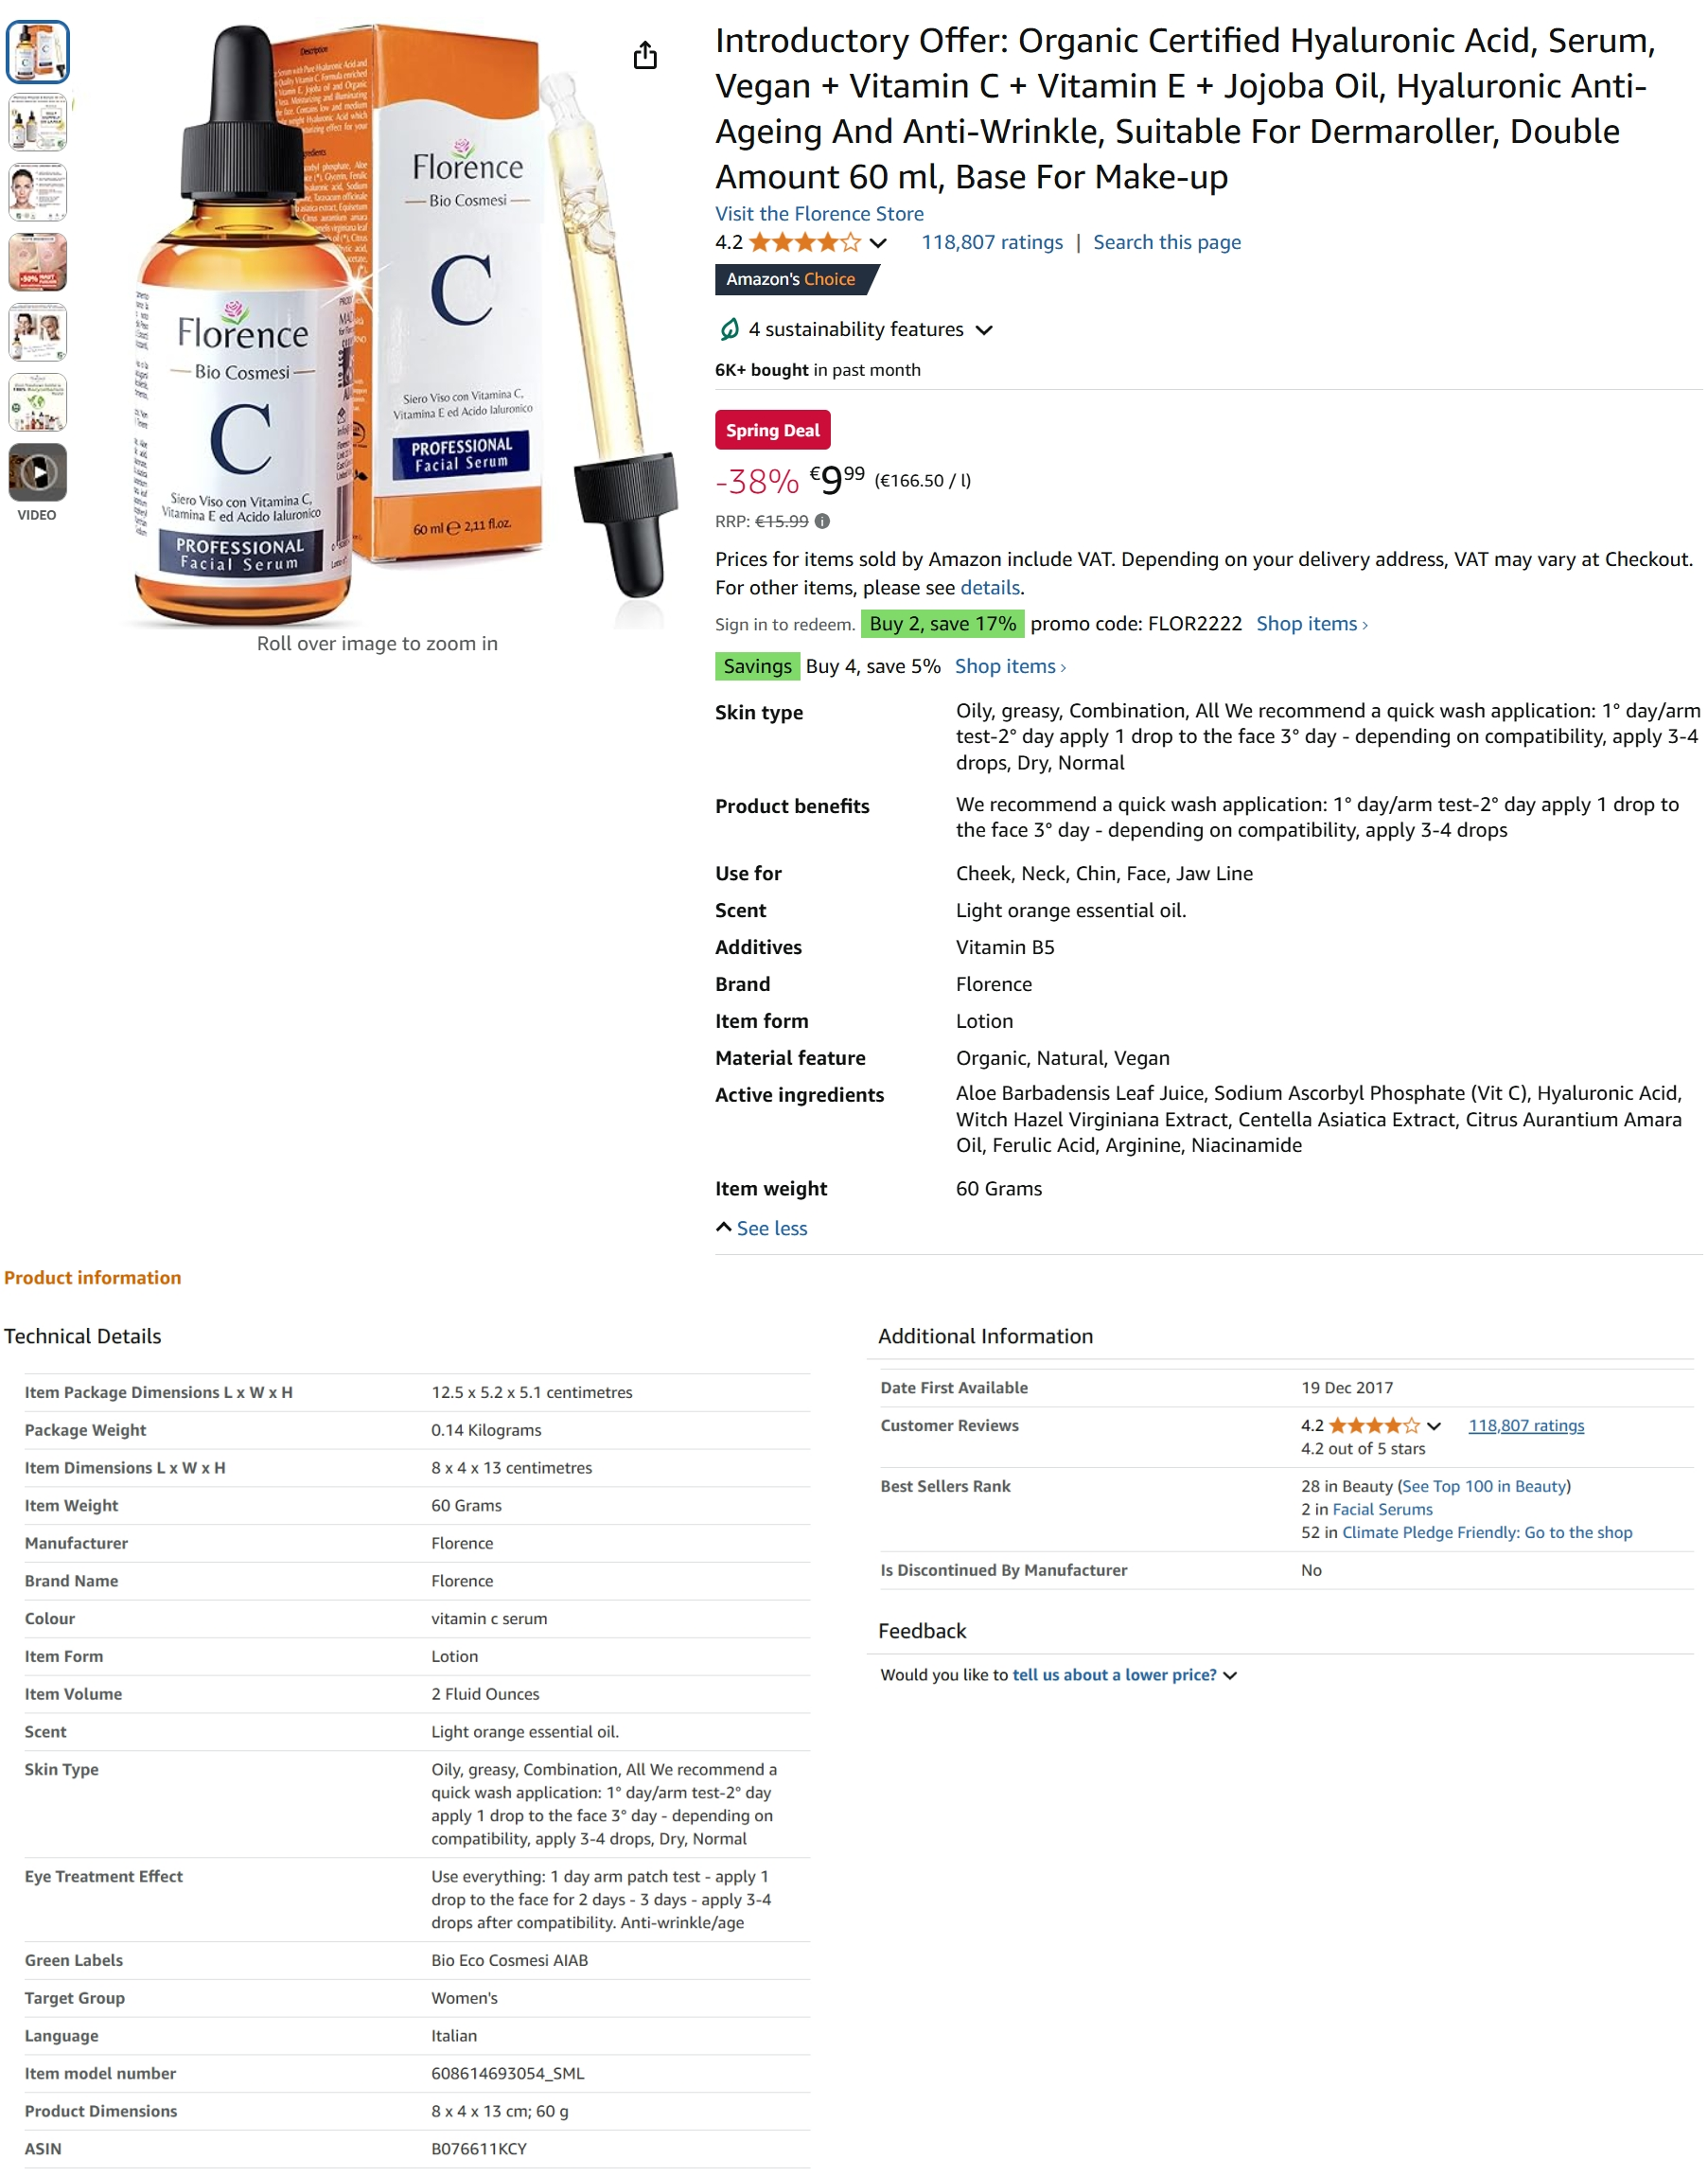 Introductory Offer: Organic Certified Hyaluronic Acid, Serum,
Vegan + Vitamin C + Vitamin E + Jojoba Oil, Hyaluronic Anti-
Ageing And Anti-Wrinkle, Suitable For Dermaroller, Double
Amount 60 ml, Base For Make-up
Visit the Florence Store
4.2 118,807 ratings | Search this page
Amazon's Choice
4 sustainability features
6K+ bought in past month
Spring Deal
-38% €9 99 (€166.50 / l)
RRP: €15.99
Prices for items sold by Amazon include VAT. Depending on your delivery address, VAT may vary at Checkout.
For other items, please see details.
Sign in to redeem. Buy 2, save 17% promo code: FLOR2222 Shop items ›
Savings Buy 4, save 5% Shop items ›
Description
Florence
Bio Cosmesi
C
Siero Viso con Vitamina C,
Vitamina E ed Acido Ialuronico
PROFESSIONAL
Facial Serum
60 ml ℮ 2,11 fl.oz.
Florence
Bio Cosmesi
C
Siero Viso con Vitamina C,
Vitamina E ed Acido Ialuronico
PROFESSIONAL
Facial Serum
VIDEO
Roll over image to zoom in
Skin type Oily, greasy, Combination, All We recommend a quick wash application: 1° day/arm
test-2° day apply 1 drop to the face 3° day - depending on compatibility, apply 3-4
drops, Dry, Normal
Product benefits We recommend a quick wash application: 1° day/arm test-2° day apply 1 drop to
the face 3° day - depending on compatibility, apply 3-4 drops
Use for Cheek, Neck, Chin, Face, Jaw Line
Scent Light orange essential oil.
Additives Vitamin B5
Brand Florence
Item form Lotion
Material feature Organic, Natural, Vegan
Active ingredients Aloe Barbadensis Leaf Juice, Sodium Ascorbyl Phosphate (Vit C), Hyaluronic Acid,
Witch Hazel Virginiana Extract, Centella Asiatica Extract, Citrus Aurantium Amara
Oil, Ferulic Acid, Arginine, Niacinamide
Item weight 60 Grams
See less
Product information
Technical Details
Item Package Dimensions L x W x H 12.5 x 5.2 x 5.1 centimetres
Package Weight 0.14 Kilograms
Item Dimensions L x W x H 8 x 4 x 13 centimetres
Item Weight 60 Grams
Manufacturer Florence
Brand Name Florence
Colour vitamin c serum
Item Form Lotion
Item Volume 2 Fluid Ounces
Scent Light orange essential oil.
Skin Type Oily, greasy, Combination, All We recommend a
quick wash application: 1° day/arm test-2° day
apply 1 drop to the face 3° day - depending on
compatibility, apply 3-4 drops, Dry, Normal
Eye Treatment Effect Use everything: 1 day arm patch test - apply 1
drop to the face for 2 days - 3 days - apply 3-4
drops after compatibility. Anti-wrinkle/age
Green Labels Bio Eco Cosmesi AIAB
Target Group Women's
Language Italian
Item model number 608614693054_SML
Product Dimensions 8 x 4 x 13 cm; 60 g
ASIN B076611KCY
Additional Information
Date First Available 19 Dec 2017
Customer Reviews 4.2 118,807 ratings
4.2 out of 5 stars
Best Sellers Rank 28 in Beauty (See Top 100 in Beauty)
2 in Facial Serums
52 in Climate Pledge Friendly: Go to the shop
Is Discontinued By Manufacturer No
Feedback
Would you like to tell us about a lower price?